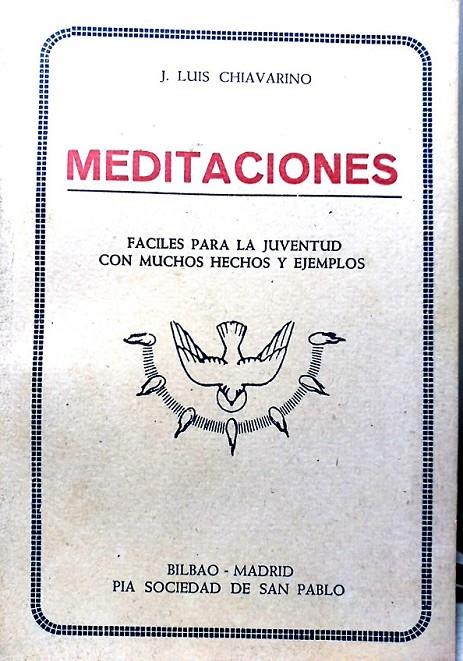 J. LUIS CHIAVARINO
MEDITACIONES
FACILES PARA LA JUVENTUD
CON MUCHOS HECHOS Y EJEMPLOS
BILBAO - MADRID
PIA SOCIEDAD DE SAN PABLO